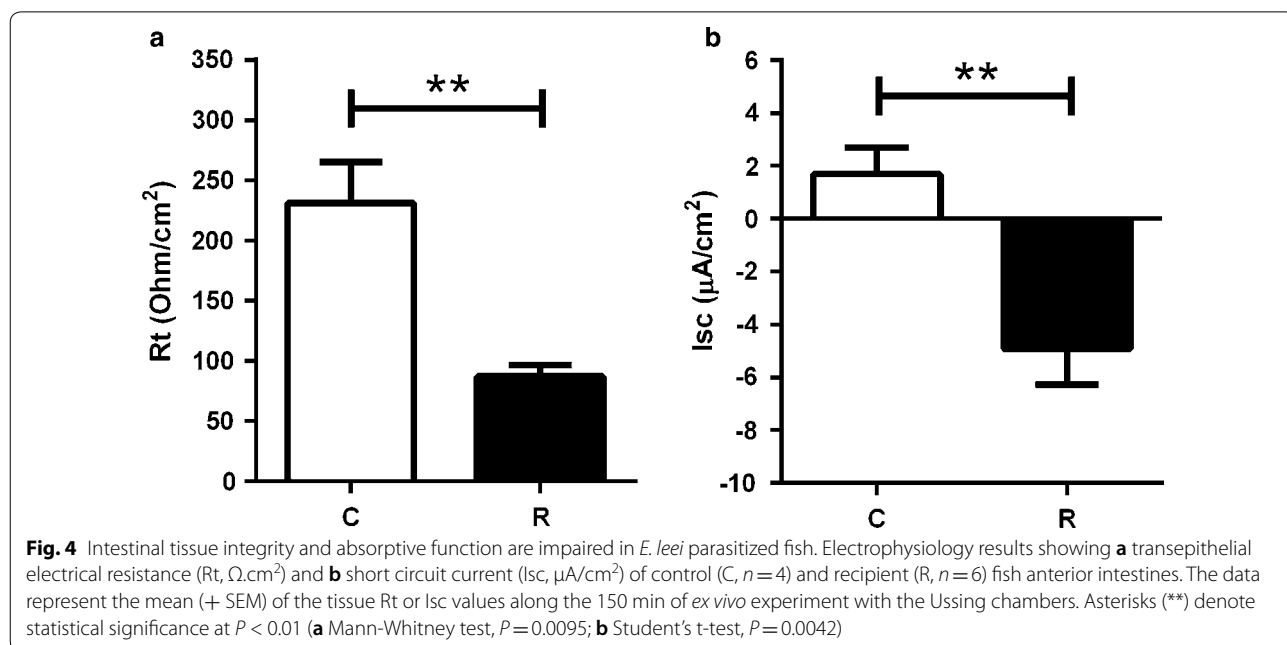 a
b
350
300
250
200
150
100
50
0
Rt (Ohm/cm²)
**
C
R
6
4
2
0
-2
-4
-6
-8
-10
Isc (µA/cm²)
**
C
R
Fig. 4 Intestinal tissue integrity and absorptive function are impaired in E. leei parasitized fish. Electrophysiology results showing a transepithelial
electrical resistance (Rt, Ω.cm²) and b short circuit current (Isc, µA/cm²) of control (C, n=4) and recipient (R, n=6) fish anterior intestines. The data
represent the mean (+ SEM) of the tissue Rt or Isc values along the 150 min of ex vivo experiment with the Ussing chambers. Asterisks (**) denote
statistical significance at P < 0.01 (a Mann-Whitney test, P=0.0095; b Student's t-test, P=0.0042)